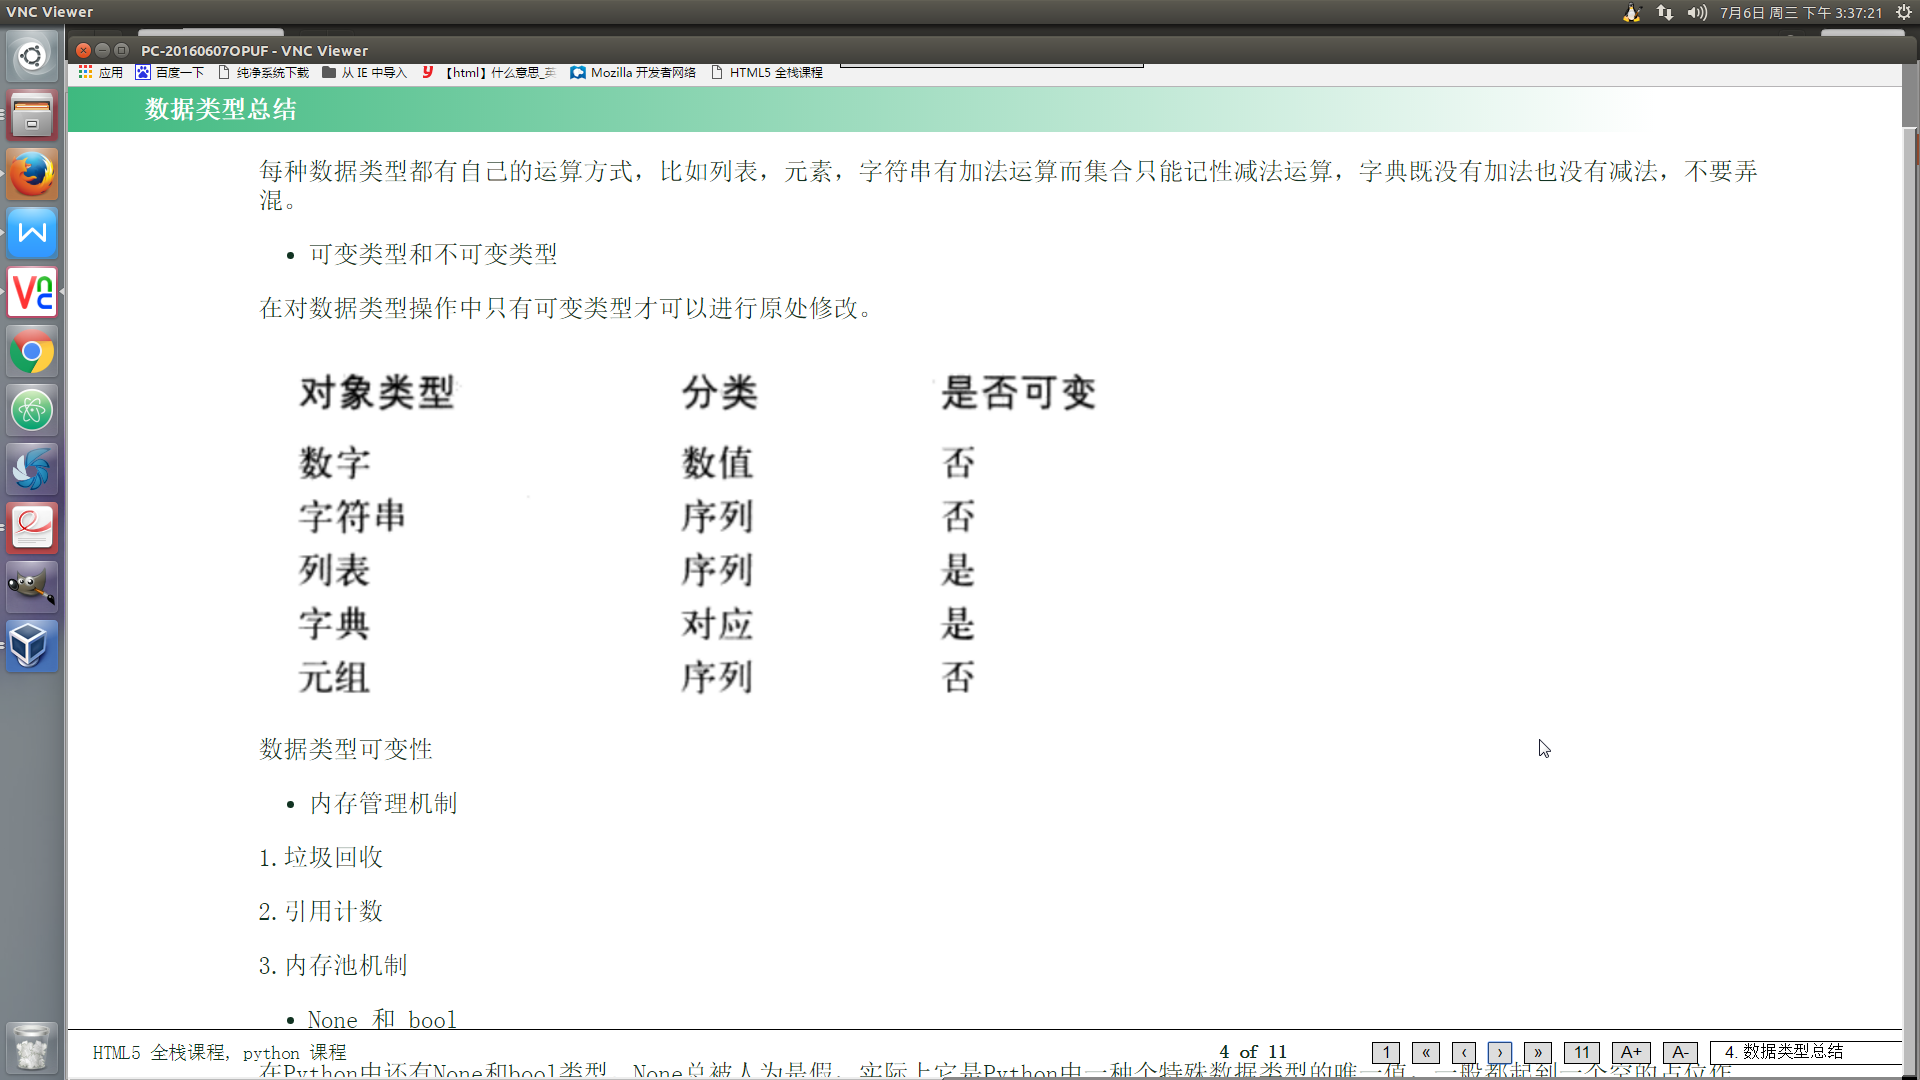 VNC Viewer
7月6日 周三 下午 3:37:21
PC-20160607OPUF - VNC Viewer
应用 百度一下 纯净系统下载 从 IE 中导入 【html】什么意思_英 Mozilla 开发者网络 HTML5 全栈课程
数据类型总结
每种数据类型都有自己的运算方式，比如列表，元素，字符串有加法运算而集合只能记性减法运算，字典既没有加法也没有减法，不要弄
混。
• 可变类型和不可变类型
在对数据类型操作中只有可变类型才可以进行原处修改。
对象类型 分类 是否可变
数字 数值 否
字符串 序列 否
列表 序列 是
字典 对应 是
元组 序列 否
数据类型可变性
• 内存管理机制
1.垃圾回收
2.引用计数
3.内存池机制
• None 和 bool
HTML5 全栈课程, python 课程
4 of 11
1 « ‹ › » 11 A+ A- 4. 数据类型总结
在Python中还有None和bool类型，None总被人为是假，实际上它是Python中一种个特殊数据类型的唯一值，一般都起到一个空的占位作